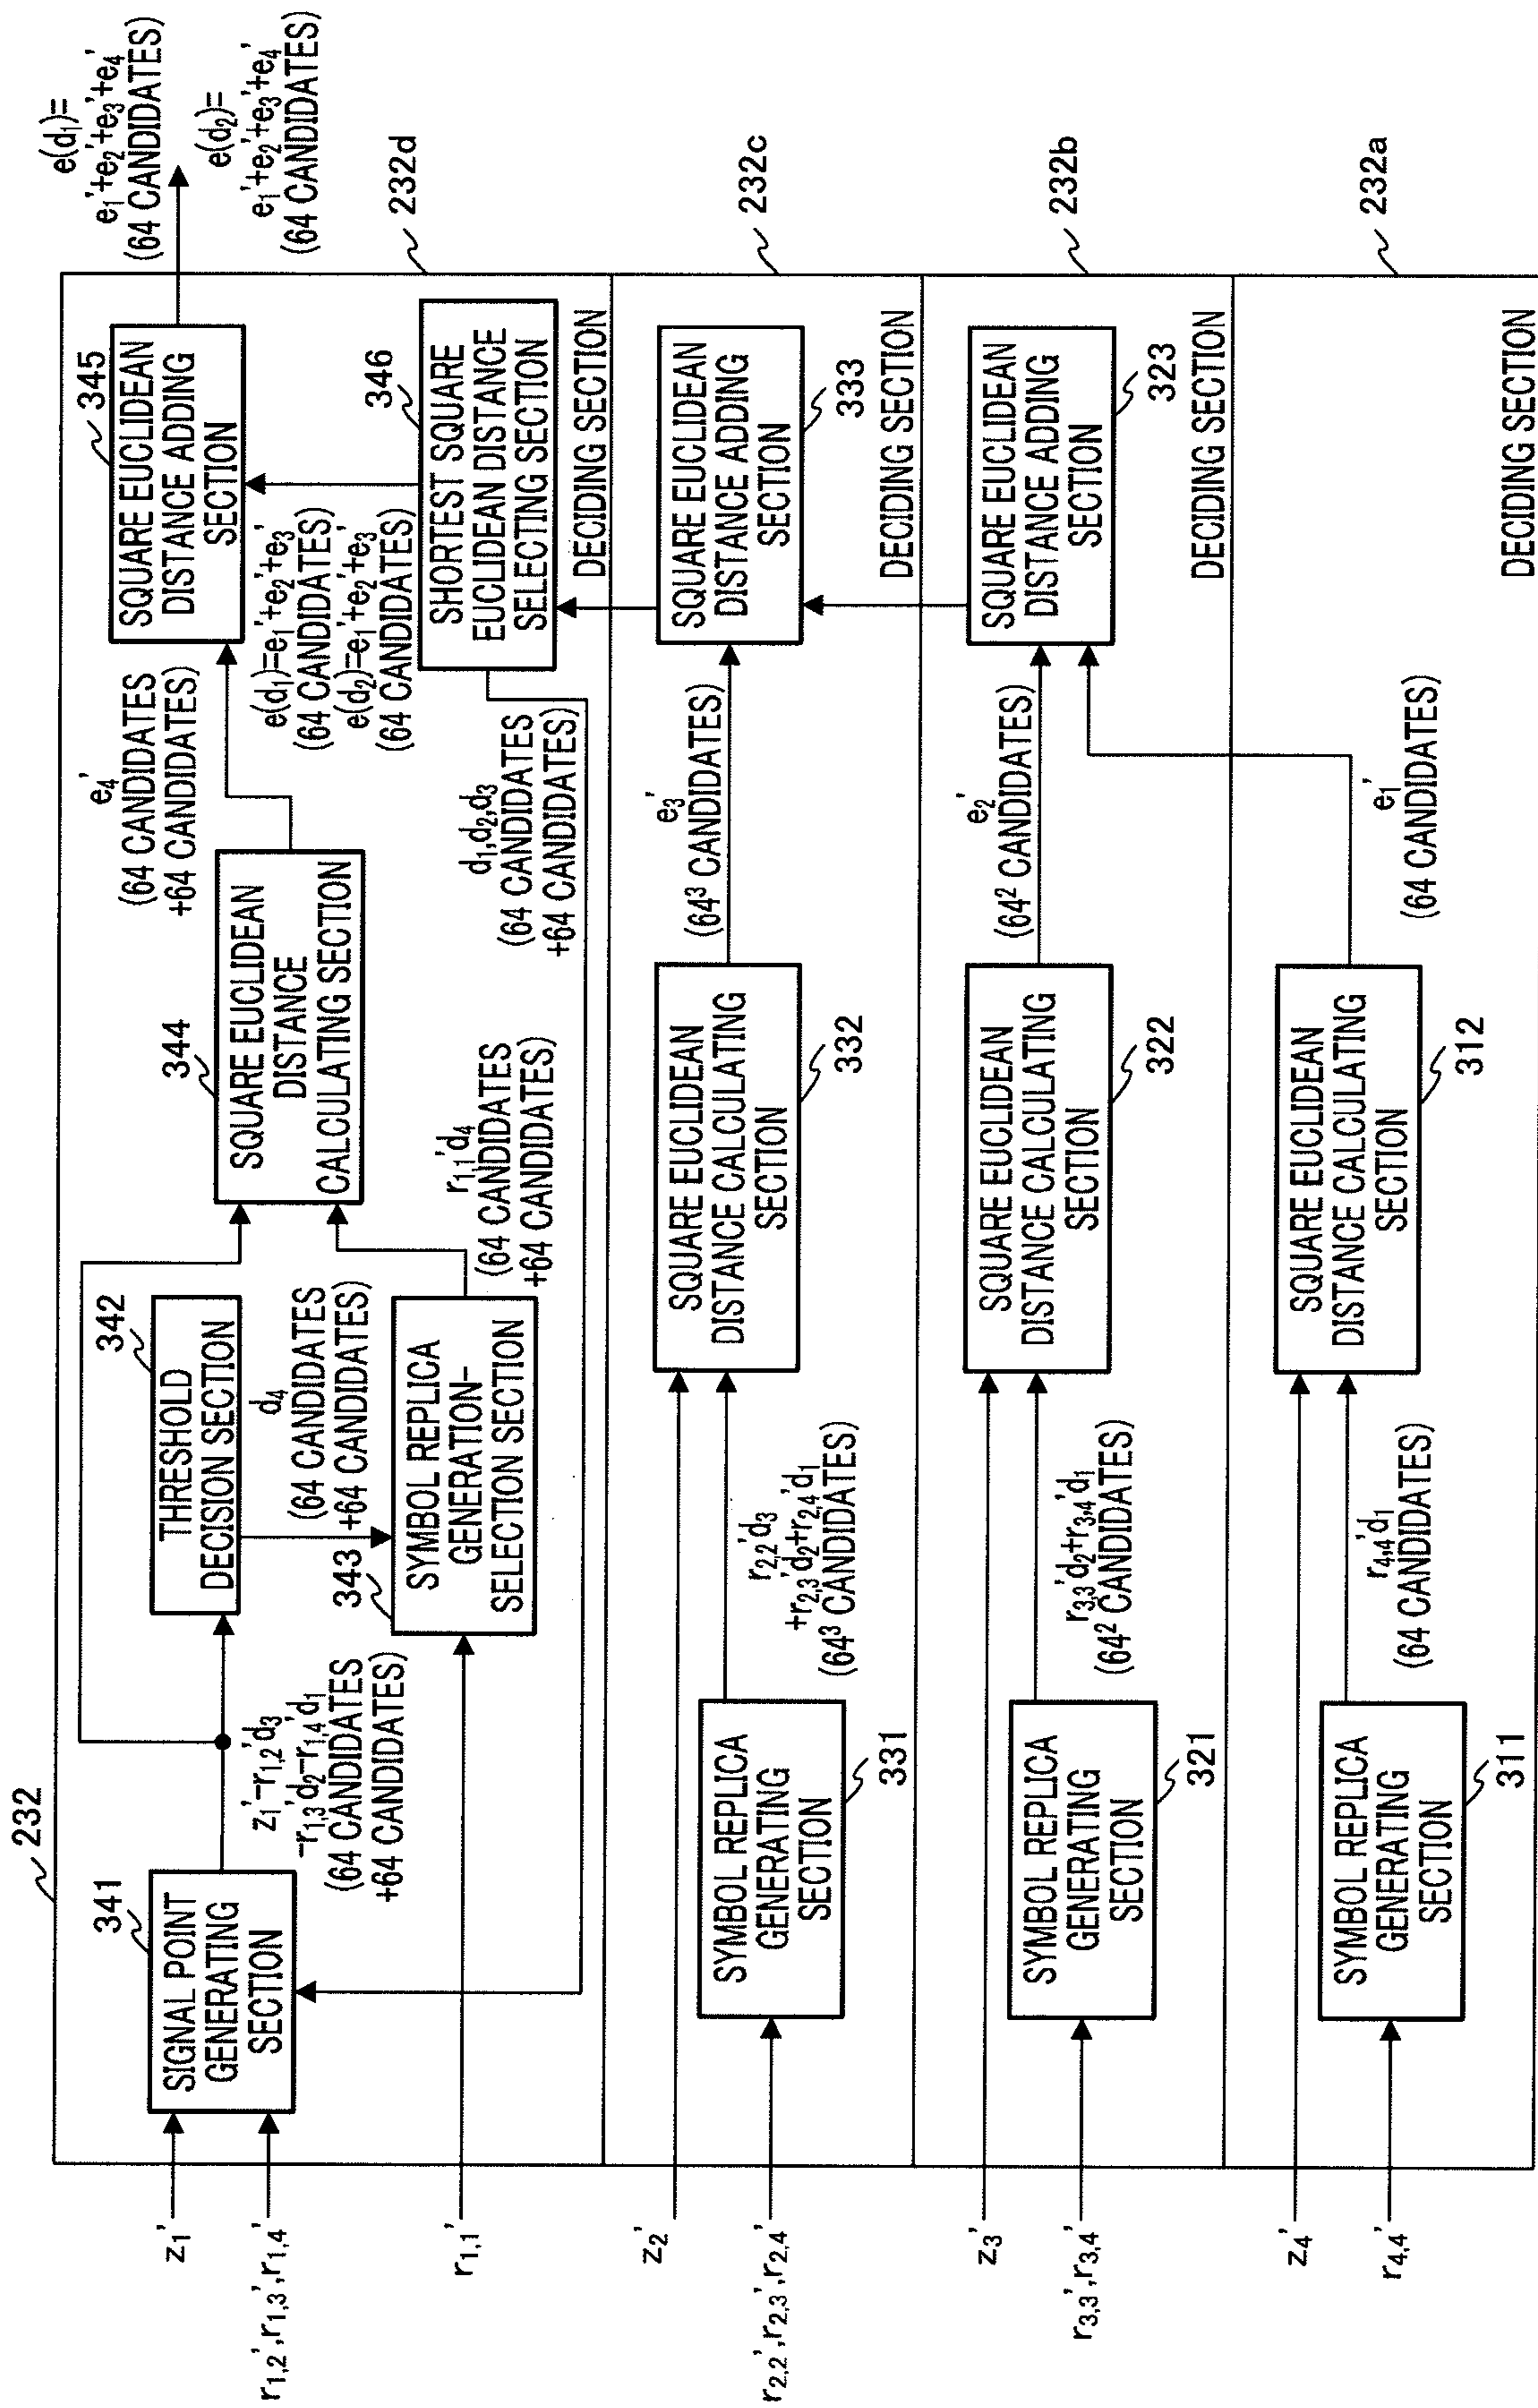 232
z₁'
r₁,₂',r₁,₃',r₁,₄'
341
SIGNAL POINT
GENERATING
SECTION
z₁'−r₁,₂'d₃
−r₁,₃'d₂−r₁,₄'d₁
(64 CANDIDATES
+64 CANDIDATES)
342
THRESHOLD
DECISION SECTION
d₄
(64 CANDIDATES
+64 CANDIDATES)
r₁,₁'
343
SYMBOL REPLICA
GENERATION-
SELECTION SECTION
r₁,₁'d₄
(64 CANDIDATES
+64 CANDIDATES)
344
SQUARE EUCLIDEAN
DISTANCE
CALCULATING SECTION
e₄'
(64 CANDIDATES
+64 CANDIDATES)
345
SQUARE EUCLIDEAN
DISTANCE ADDING
SECTION
e(d₁)=
e₁'+e₂'+e₃'+e₄'
(64 CANDIDATES)
e(d₂)=
e₁'+e₂'+e₃'+e₄'
(64 CANDIDATES)
e(d₁)=e₁'+e₂'+e₃'
(64 CANDIDATES)
e(d₂)=e₁'+e₂'+e₃'
(64 CANDIDATES)
346
SHORTEST SQUARE
EUCLIDEAN DISTANCE
SELECTING SECTION
d₁,d₂,d₃
(64 CANDIDATES
+64 CANDIDATES)
DECIDING SECTION
232d
z₂'
r₂,₂',r₂,₃',r₂,₄'
SYMBOL REPLICA
GENERATING
SECTION
331
r₂,₂'d₃
+r₂,₃'d₂+r₂,₄'d₁
(64³ CANDIDATES)
SQUARE EUCLIDEAN
DISTANCE CALCULATING
SECTION
332
e₃'
(64³ CANDIDATES)
SQUARE EUCLIDEAN
DISTANCE ADDING
SECTION
333
DECIDING SECTION
232c
z₃'
r₃,₃',r₃,₄'
SYMBOL REPLICA
GENERATING
SECTION
321
r₃,₃'d₂+r₃,₄'d₁
(64² CANDIDATES)
SQUARE EUCLIDEAN
DISTANCE CALCULATING
SECTION
322
e₂'
(64² CANDIDATES)
SQUARE EUCLIDEAN
DISTANCE ADDING
SECTION
323
DECIDING SECTION
232b
z₄'
r₄,₄'
SYMBOL REPLICA
GENERATING
SECTION
311
r₄,₄'d₁
(64 CANDIDATES)
SQUARE EUCLIDEAN
DISTANCE CALCULATING
SECTION
312
e₁'
(64 CANDIDATES)
DECIDING SECTION
232a